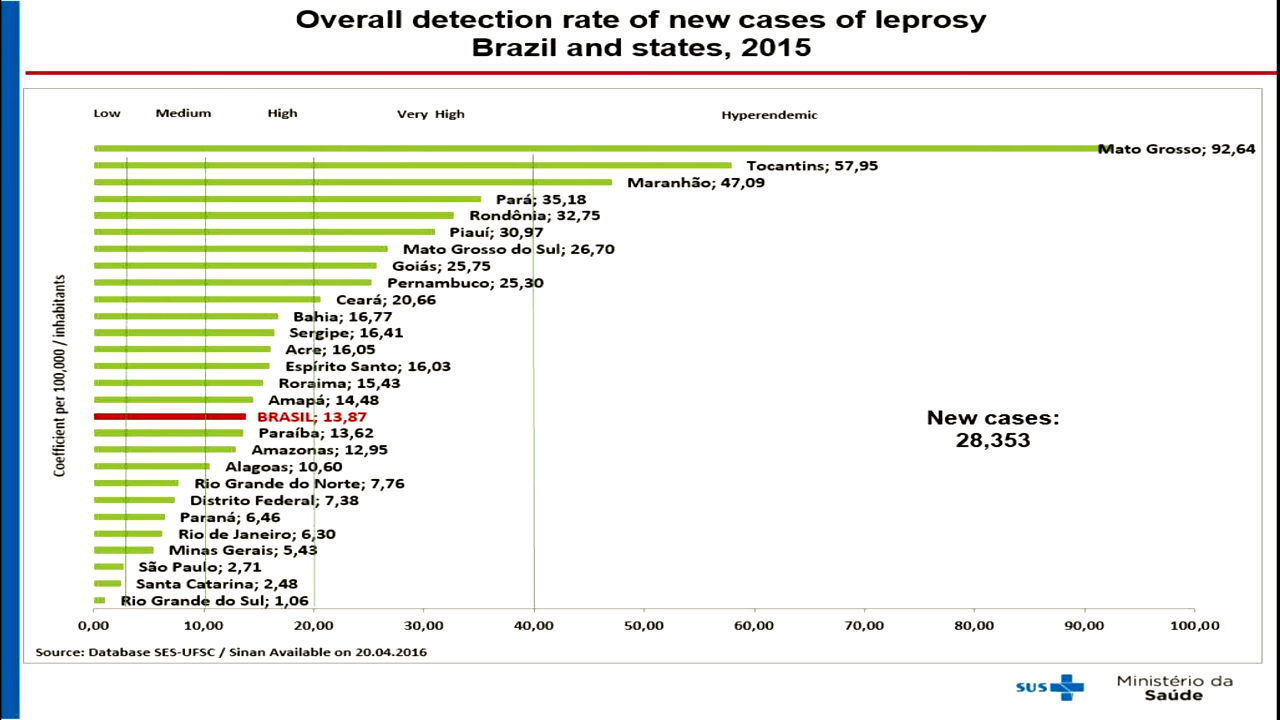 Overall detection rate of new cases of leprosy
Brazil and states, 2015
Low Medium High Very High Hyperendemic
Mato Grosso; 92,64
Tocantins; 57,95
Maranhão; 47,09
Pará; 35,18
Rondônia; 32,75
Piauí; 30,97
Mato Grosso do Sul; 26,70
Goiás; 25,75
Pernambuco; 25,30
Ceará; 20,66
Bahia; 16,77
Sergipe; 16,41
Acre; 16,05
Espírito Santo; 16,03
Roraima; 15,43
Amapá; 14,48
BRASIL; 13,87
Paraíba; 13,62
Amazonas; 12,95
Alagoas; 10,60
Rio Grande do Norte; 7,76
Distrito Federal; 7,38
Paraná; 6,46
Rio de Janeiro; 6,30
Minas Gerais; 5,43
São Paulo; 2,71
Santa Catarina; 2,48
Rio Grande do Sul; 1,06
Coefficient per 100,000 / inhabitants
New cases:
28,353
0,00 10,00 20,00 30,00 40,00 50,00 60,00 70,00 80,00 90,00 100,00
Source: Database SES-UFSC / Sinan Available on 20.04.2016
SUS
Ministério da
Saúde